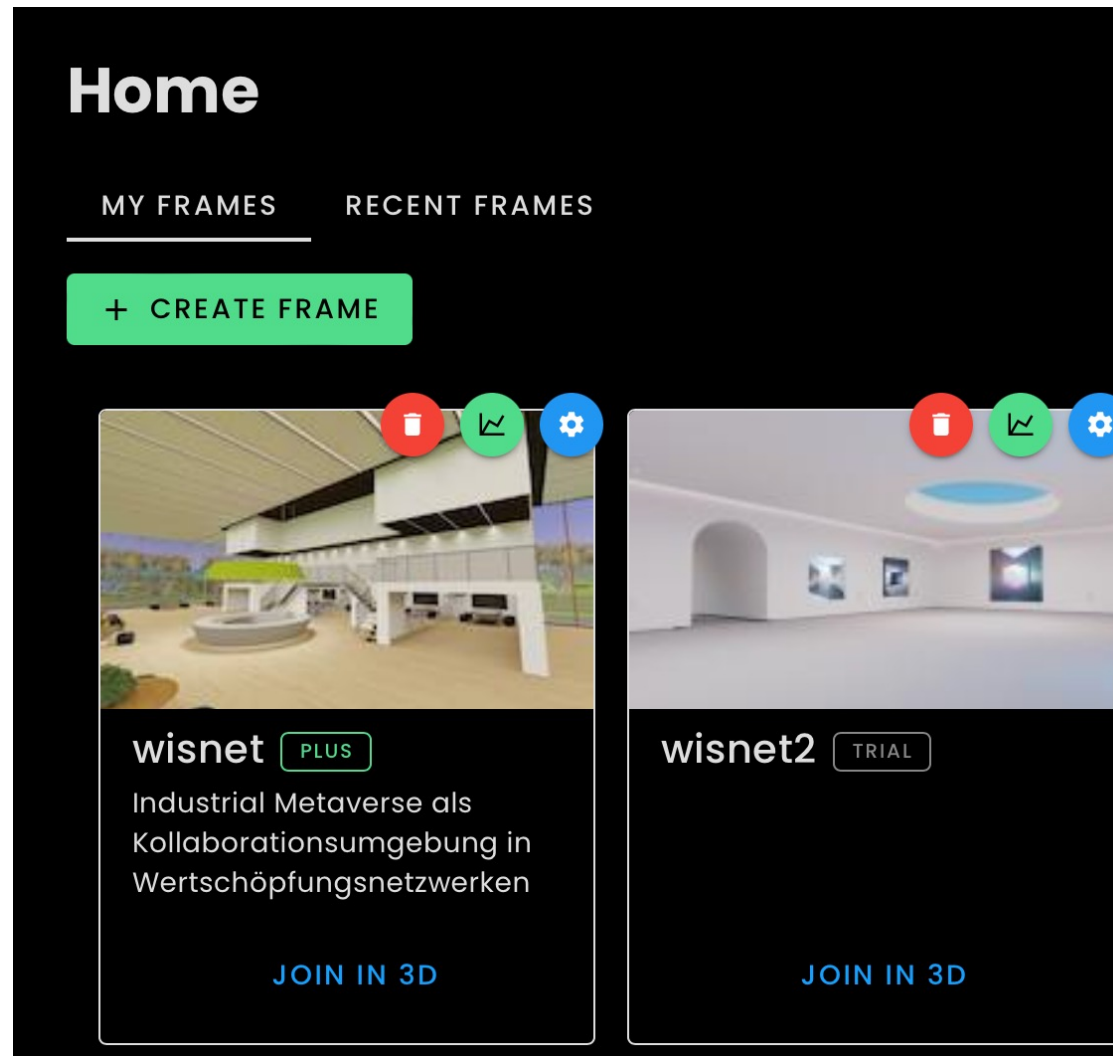 Home
MY FRAMES RECENT FRAMES
+ CREATE FRAME
wisnet PLUS
Industrial Metaverse als
Kollaborationsumgebung in
Wertschöpfungsnetzwerken
JOIN IN 3D
wisnet2 TRIAL
JOIN IN 3D